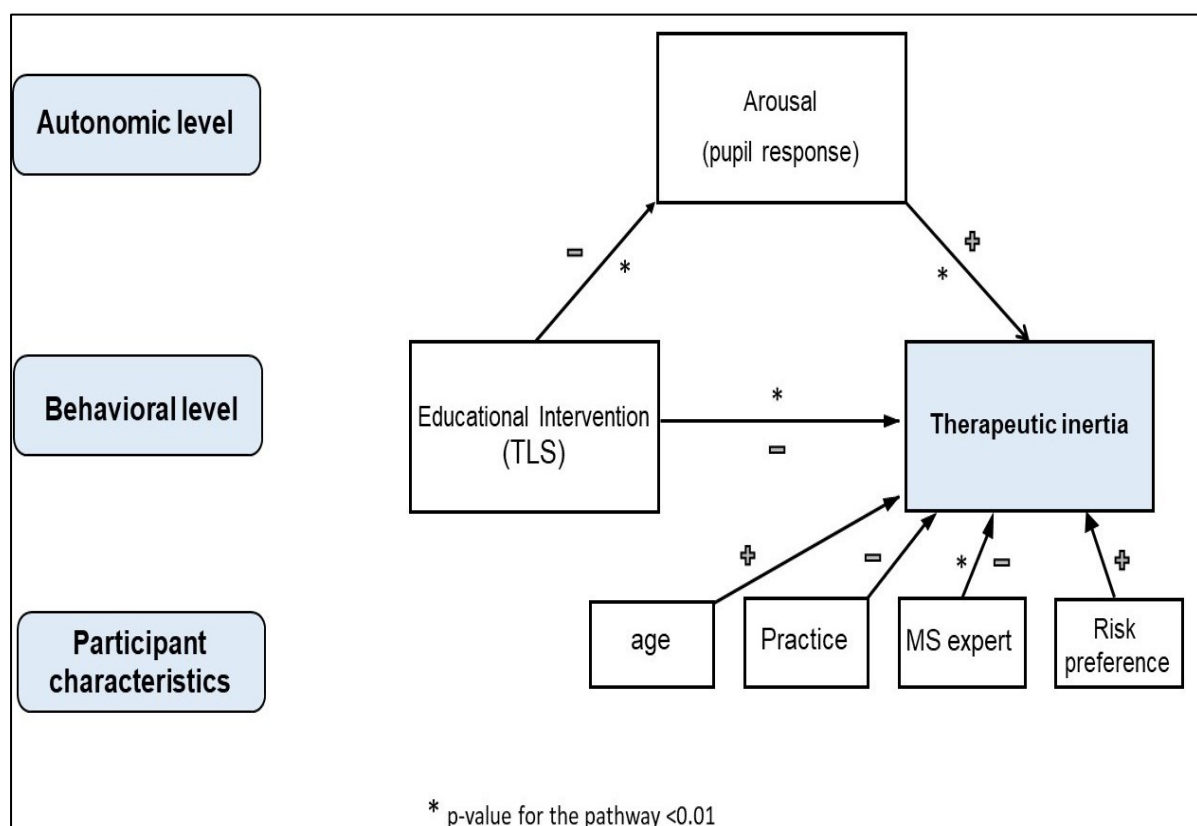 Autonomic level
Arousal
(pupil response)
−
*
+
*
Behavioral level
Educational Intervention
(TLS)
*
−
Therapeutic inertia
+
−
* −
+
Participant
characteristics
age
Practice
MS expert
Risk
preference
* p-value for the pathway <0.01